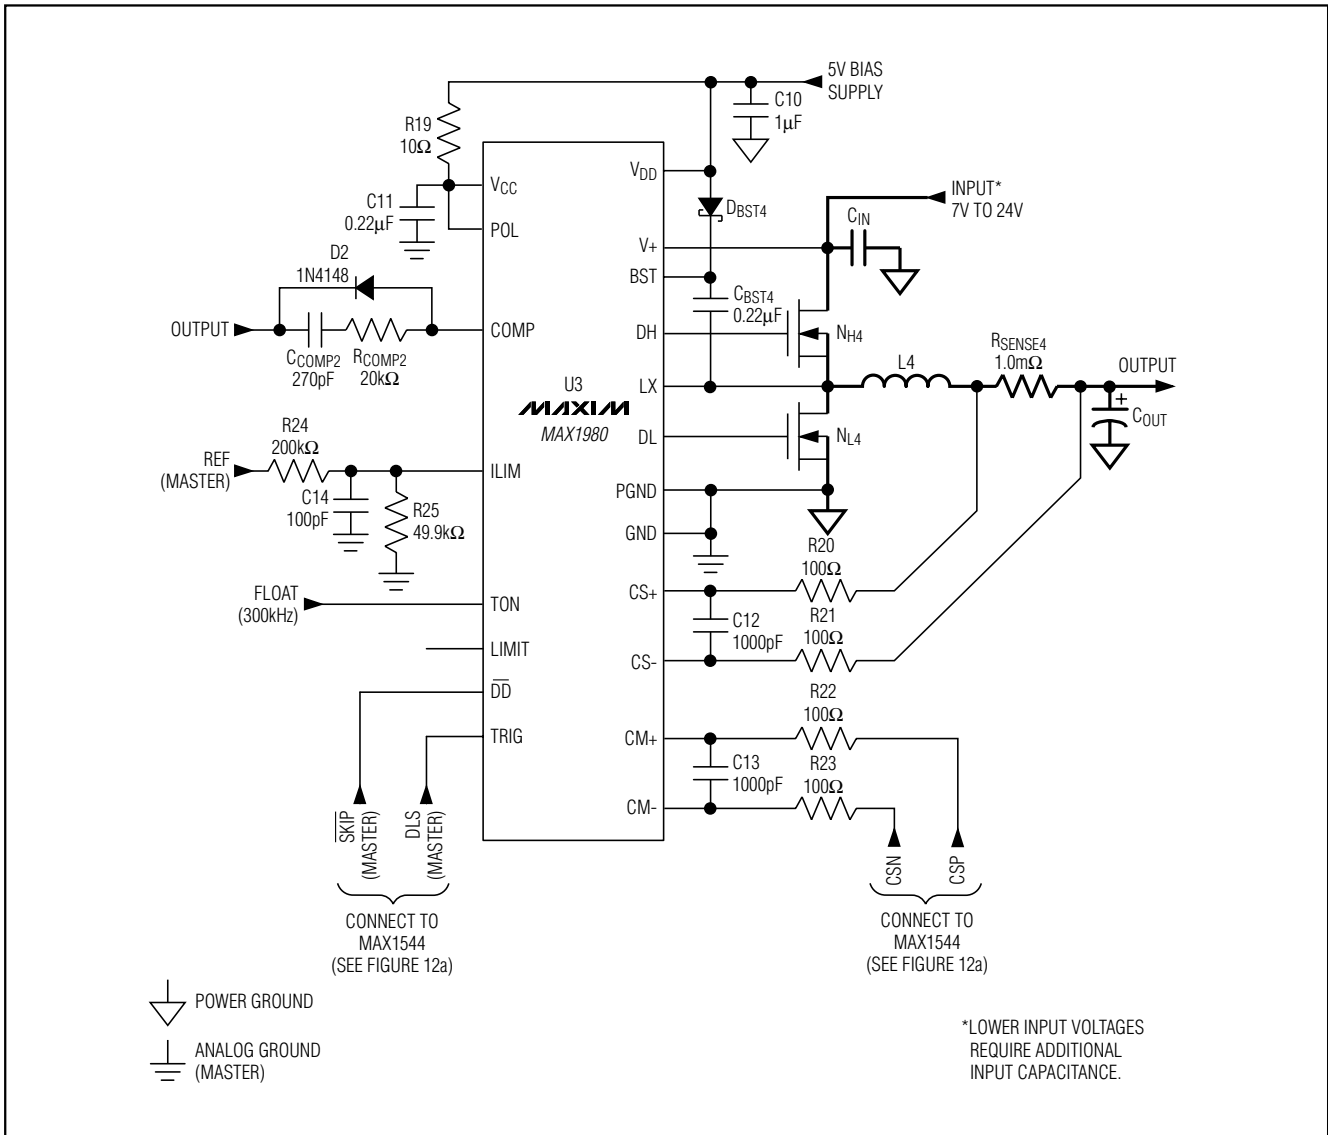 5V BIAS
SUPPLY
C10
1µF
R19
10Ω
VDD
VCC
C11
0.22µF
POL
DBST4
INPUT*
7V TO 24V
CIN
V+
D2
1N4148
BST
CBST4
0.22µF
OUTPUT
COMP
DH
NH4
CCOMP2
270pF
RCOMP2
20kΩ
RSENSE4
1.0mΩ
L4
OUTPUT
LX
U3
MAXIM
MAX1980
+
COUT
DL
NL4
R24
200kΩ
REF
(MASTER)
ILIM
PGND
C14
100pF
R25
49.9kΩ
GND
R20
100Ω
FLOAT
(300kHz)
TON
CS+
C12
1000pF
R21
100Ω
LIMIT
CS-
DD
R22
100Ω
TRIG
CM+
C13
1000pF
R23
100Ω
CM-
SKIP
(MASTER)
DLS
(MASTER)
CSN
CSP
CONNECT TO
MAX1544
(SEE FIGURE 12a)
CONNECT TO
MAX1544
(SEE FIGURE 12a)
POWER GROUND
ANALOG GROUND
(MASTER)
*LOWER INPUT VOLTAGES
REQUIRE ADDITIONAL
INPUT CAPACITANCE.